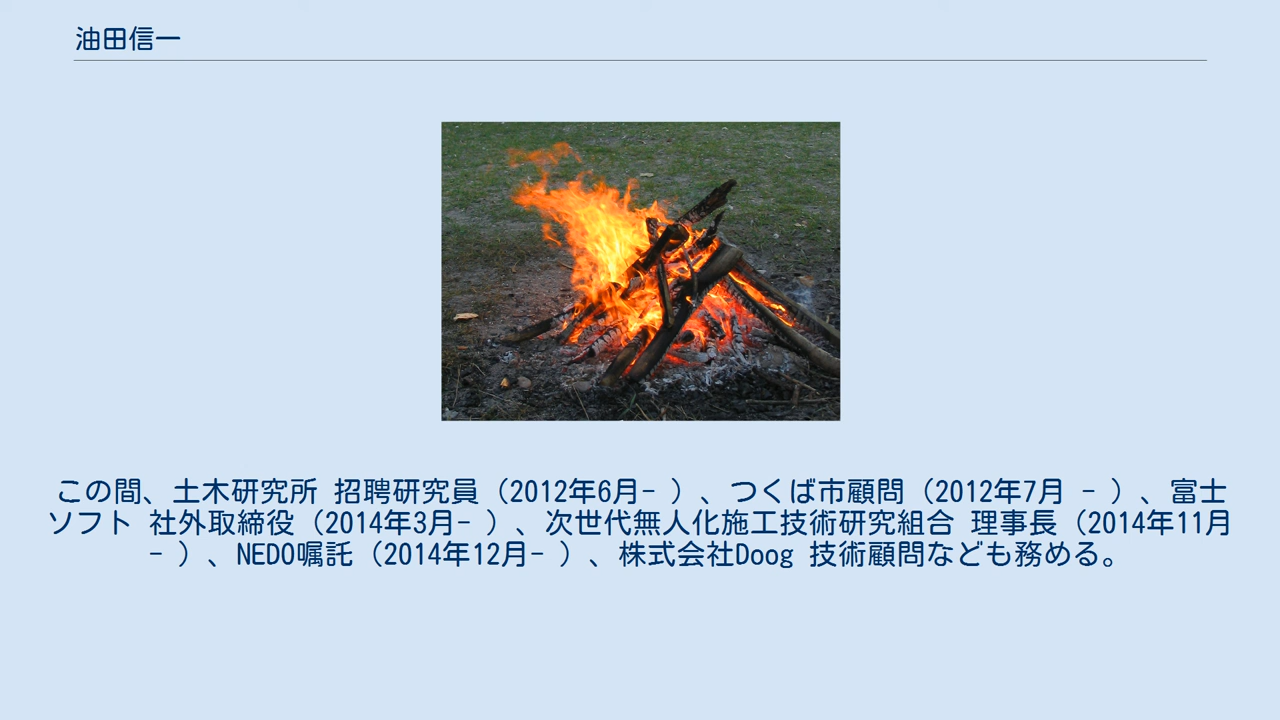 油田信一
この間、土木研究所 招聘研究員（2012年6月- ）、つくば市顧問（2012年7月 - ）、富士
ソフト 社外取締役（2014年3月- ）、次世代無人化施工技術研究組合 理事長（2014年11月
- ）、NEDO嘱託（2014年12月- ）、株式会社Doog 技術顧問なども務める。